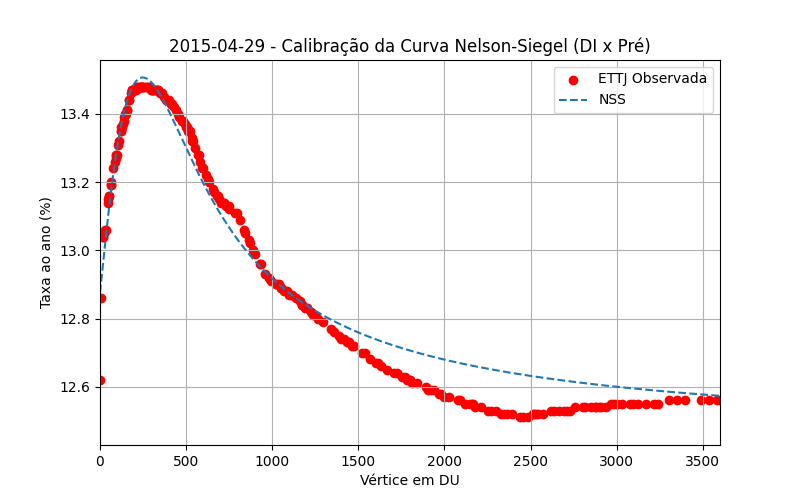 2015-04-29 - Calibração da Curva Nelson-Siegel (DI x Pré)
ETTJ Observada
NSS
Taxa ao ano (%)
13.4
13.2
13.0
12.8
12.6
0 500 1000 1500 2000 2500 3000 3500
Vértice em DU